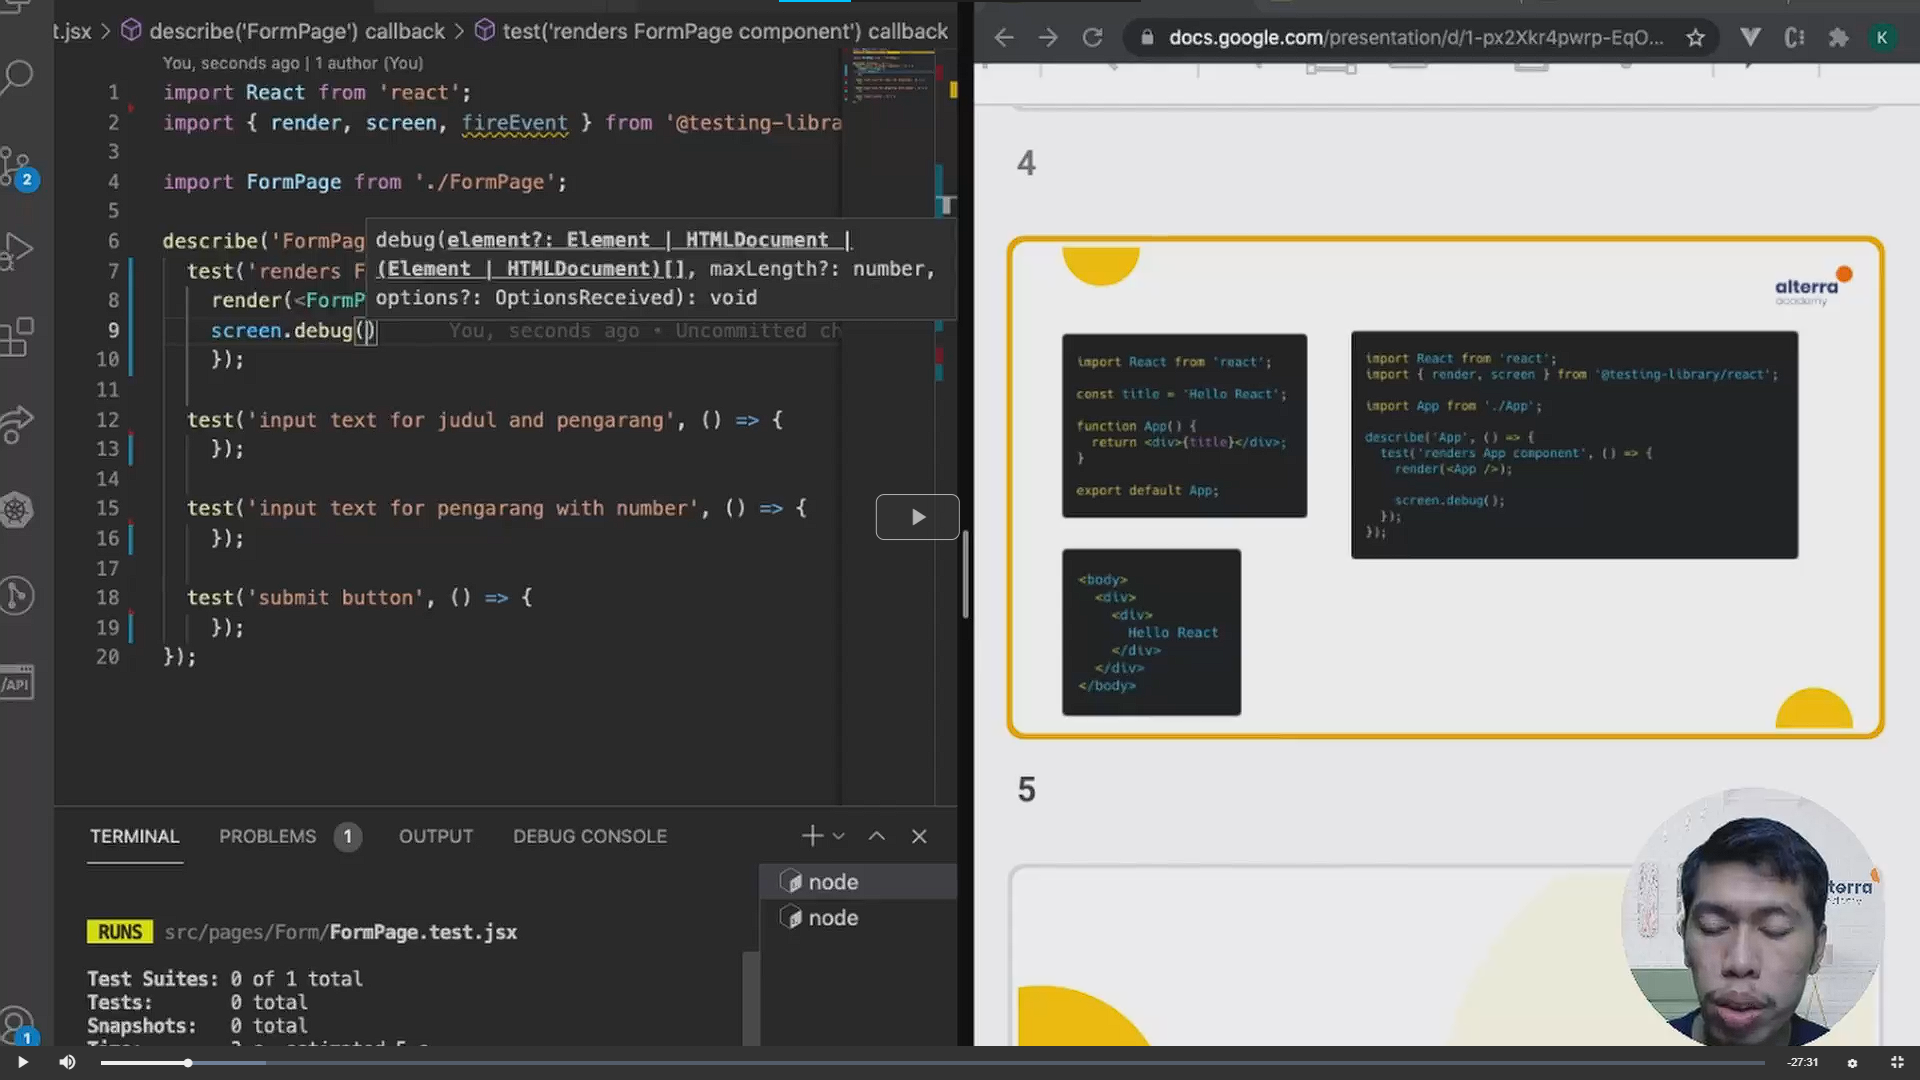 t.jsx > describe('FormPage') callback > test('renders FormPage component') callback
You, seconds ago | 1 author (You)
1 import React from 'react';
2 import { render, screen, fireEvent } from '@testing-libra
3
4 import FormPage from './FormPage';
5
6 describe('FormPag
7 test('renders F
8 render(<FormP
9 screen.debug() You, seconds ago • Uncommitted ch
10 });
11
12 test('input text for judul and pengarang', () => {
13 });
14
15 test('input text for pengarang with number', () => {
16 });
17
18 test('submit button', () => {
19 });
20 });
debug(element?: Element | HTMLDocument |
(Element | HTMLDocument)[], maxLength?: number,
options?: OptionsReceived): void
2
/API
1
TERMINAL PROBLEMS 1 OUTPUT DEBUG CONSOLE
node
node
RUNS src/pages/Form/FormPage.test.jsx
Test Suites: 0 of 1 total
Tests: 0 total
Snapshots: 0 total
docs.google.com/presentation/d/1-px2Xkr4pwrp-EqO...
K
4
alterra
academy
import React from 'react';
const title = 'Hello React';
function App() {
return <div>{title}</div>;
}
export default App;
import React from 'react';
import { render, screen } from '@testing-library/react';
import App from './App';
describe('App', () => {
test('renders App component', () => {
render(<App />);
screen.debug();
});
});
<body>
<div>
<div>
Hello React
</div>
</div>
</body>
5
terra
-27:31